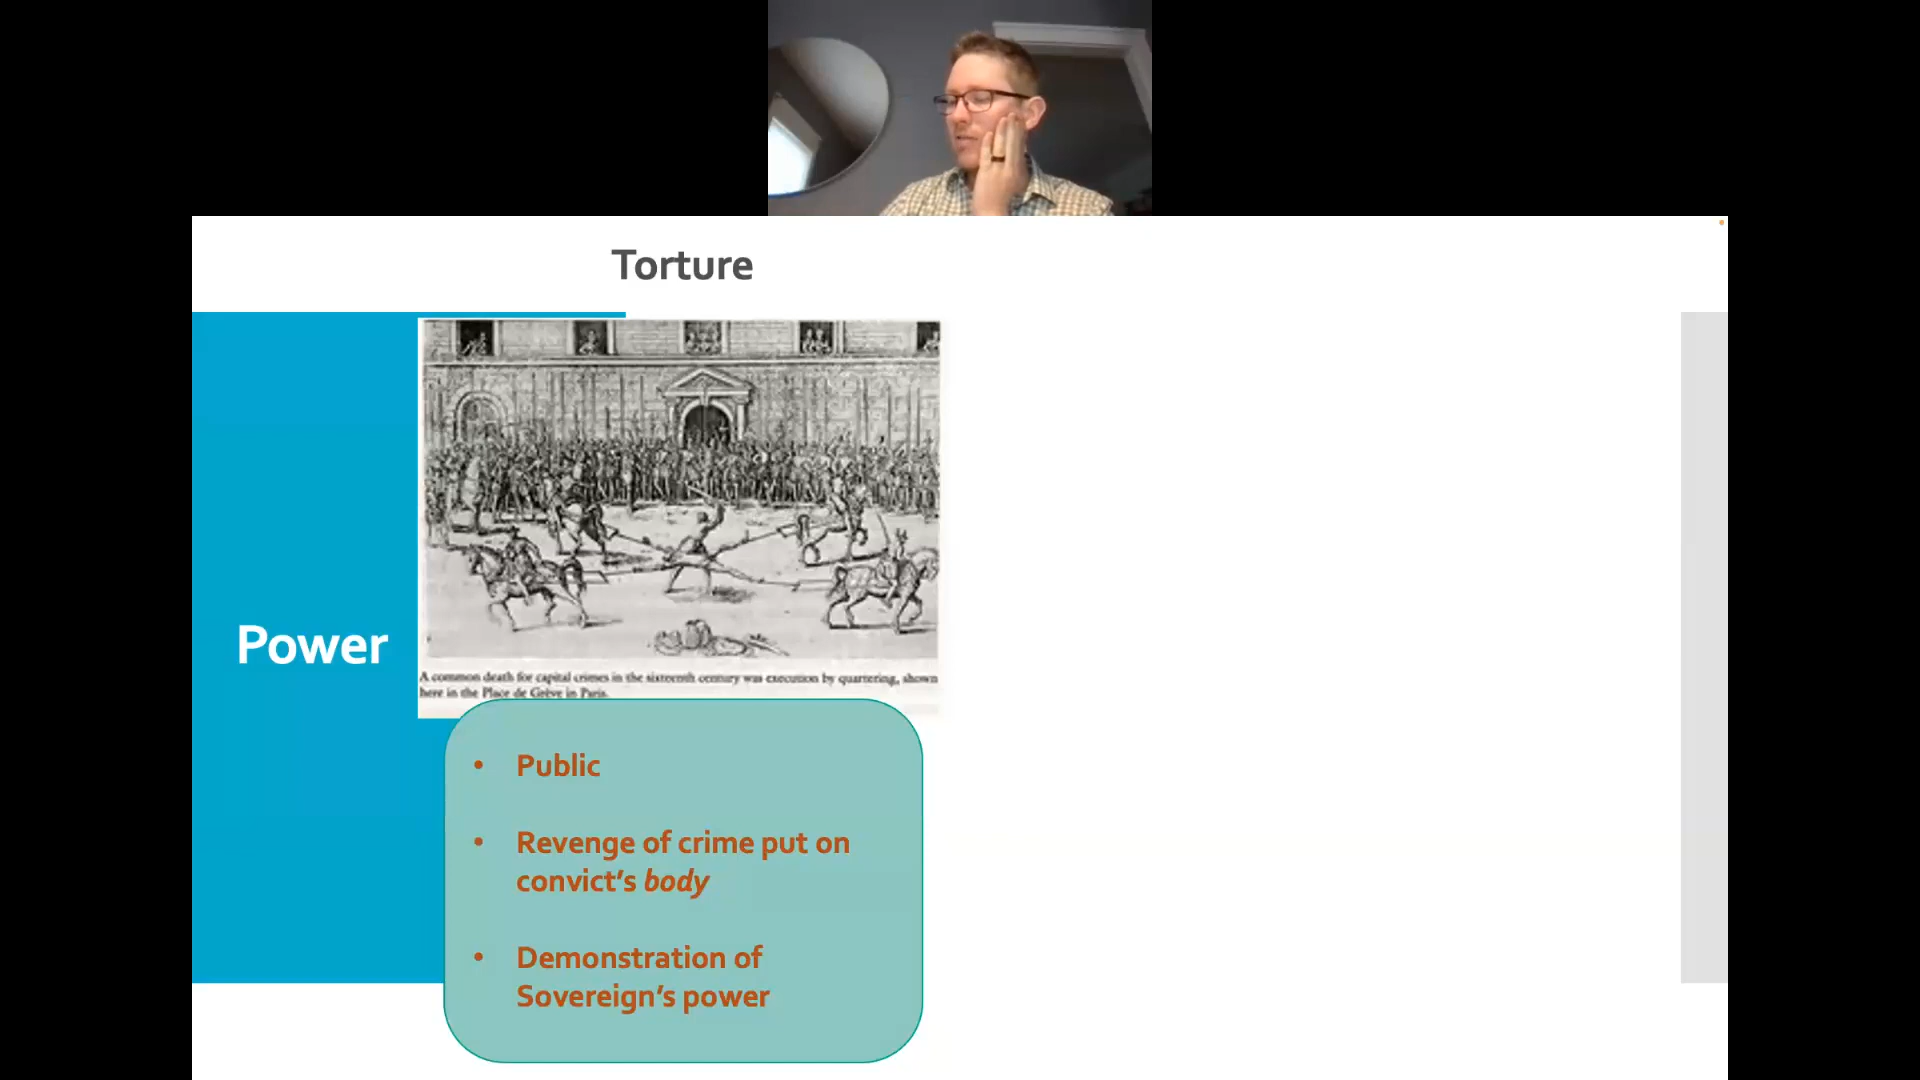 Torture
Power
A common death for capital crimes in the sixteenth century was execution by quartering, shown
here in the Place de Grève in Paris.
• Public
• Revenge of crime put on
convict's body
• Demonstration of
Sovereign's power